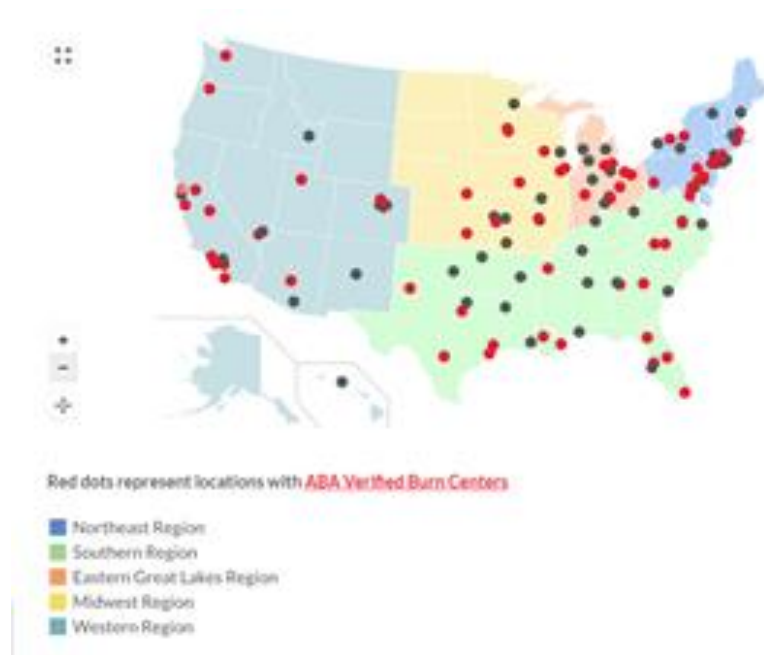 Red dots represent locations with ABA Verified Burn Centers
Northeast Region
Southern Region
Eastern Great Lakes Region
Midwest Region
Western Region